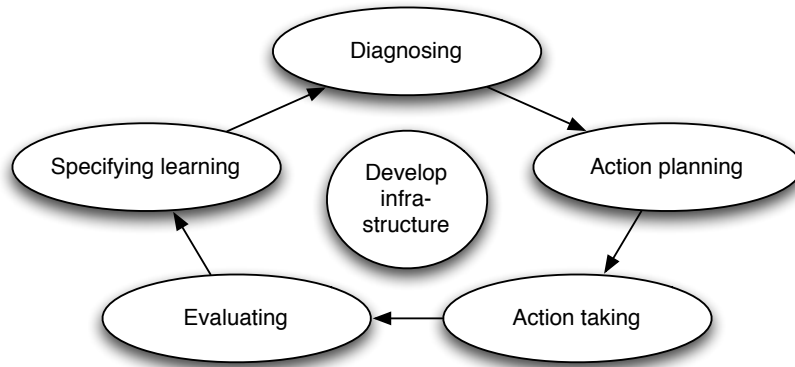 Diagnosing
Specifying learning
Develop
infra-
structure
Action planning
Evaluating
Action taking